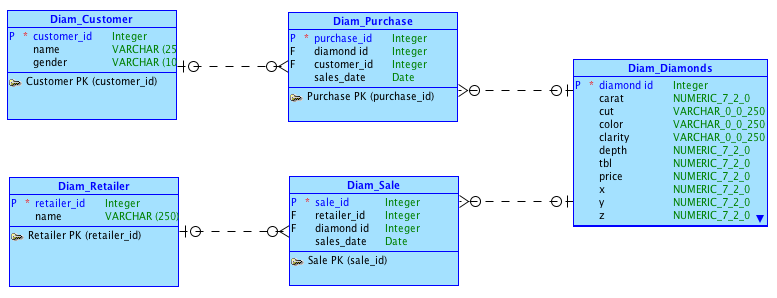 Diam_Customer
P * customer_id Integer
name VARCHAR (25
gender VARCHAR (10
Customer PK (customer_id)
Diam_Purchase
P * purchase_id Integer
F diamond id Integer
F customer_id Integer
sales_date Date
Purchase PK (purchase_id)
Diam_Diamonds
P * diamond id Integer
carat NUMERIC_7_2_0
cut VARCHAR_0_0_250
color VARCHAR_0_0_250
clarity VARCHAR_0_0_250
depth NUMERIC_7_2_0
tbl NUMERIC_7_2_0
price NUMERIC_7_2_0
x NUMERIC_7_2_0
y NUMERIC_7_2_0
z NUMERIC_7_2_0
Diam_Retailer
P * retailer_id Integer
name VARCHAR (250)
Retailer PK (retailer_id)
Diam_Sale
P * sale_id Integer
F retailer_id Integer
F diamond id Integer
sales_date Date
Sale PK (sale_id)